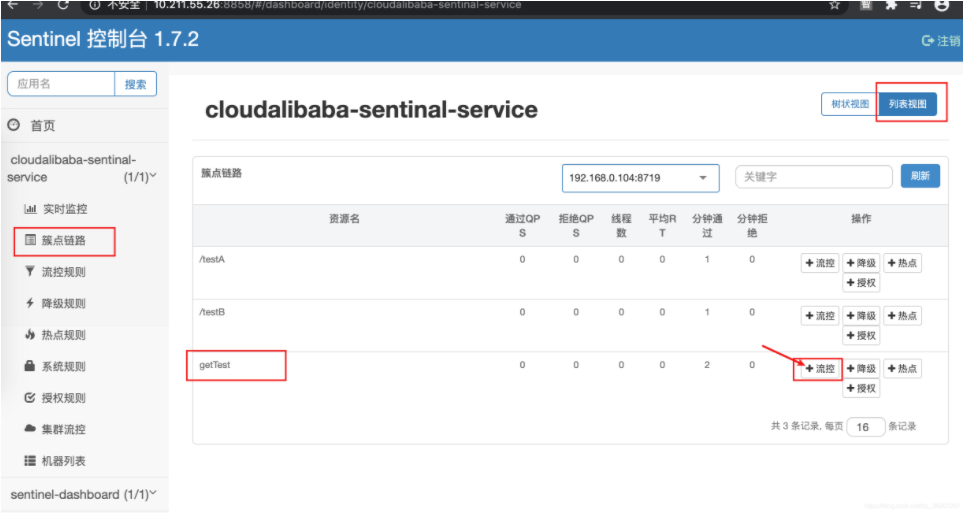 不安全 | 10.211.55.26:8858/#/dashboard/identity/cloudalibaba-sentinal-service
Sentinel 控制台 1.7.2
注销
应用名
搜索
首页
cloudalibaba-sentinal-
service (1/1)
实时监控
簇点链路
流控规则
降级规则
热点规则
系统规则
授权规则
集群流控
机器列表
sentinel-dashboard (1/1)
cloudalibaba-sentinal-service
树状视图 列表视图
簇点链路 192.168.0.104:8719 关键字 刷新
资源名 通过QP 拒绝QP 线程 平均R 分钟通 分钟拒 操作
S S 数 T 过 绝
/testA 0 0 0 0 1 0 流控 降级 热点
授权
/testB 0 0 0 0 1 0 流控 降级 热点
授权
getTest 0 0 0 0 2 0 流控 降级 热点
授权
共 3 条记录, 每页 16 条记录